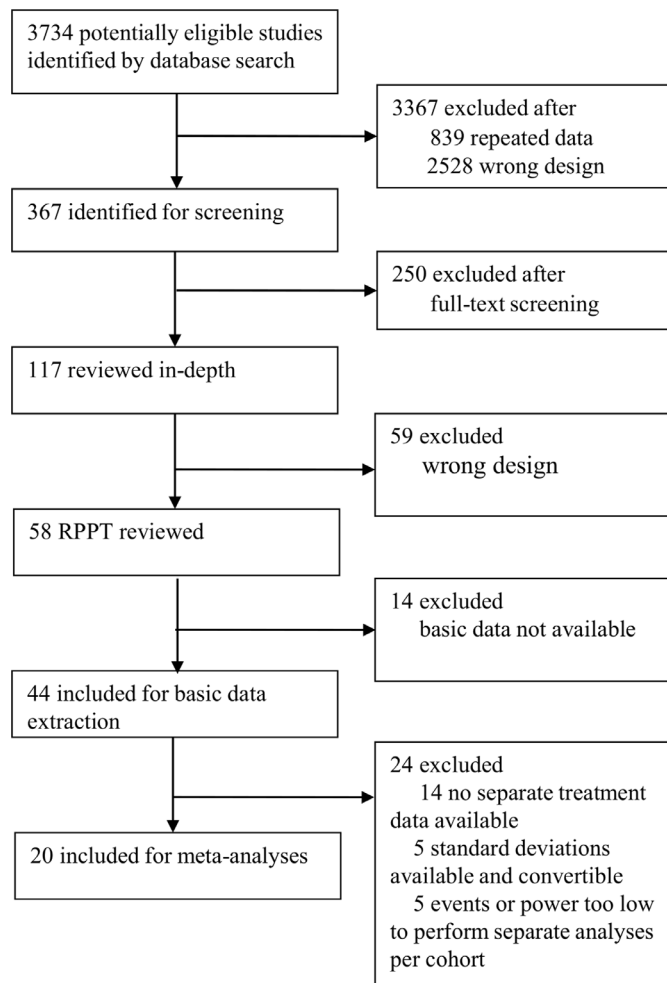 3734 potentially eligible studies
identified by database search
3367 excluded after
839 repeated data
2528 wrong design
367 identified for screening
250 excluded after
full-text screening
117 reviewed in-depth
59 excluded
wrong design
58 RPPT reviewed
14 excluded
basic data not available
44 included for basic data
extraction
24 excluded
14 no separate treatment
data available
5 standard deviations
available and convertible
5 events or power too low
to perform separate analyses
per cohort
20 included for meta-analyses